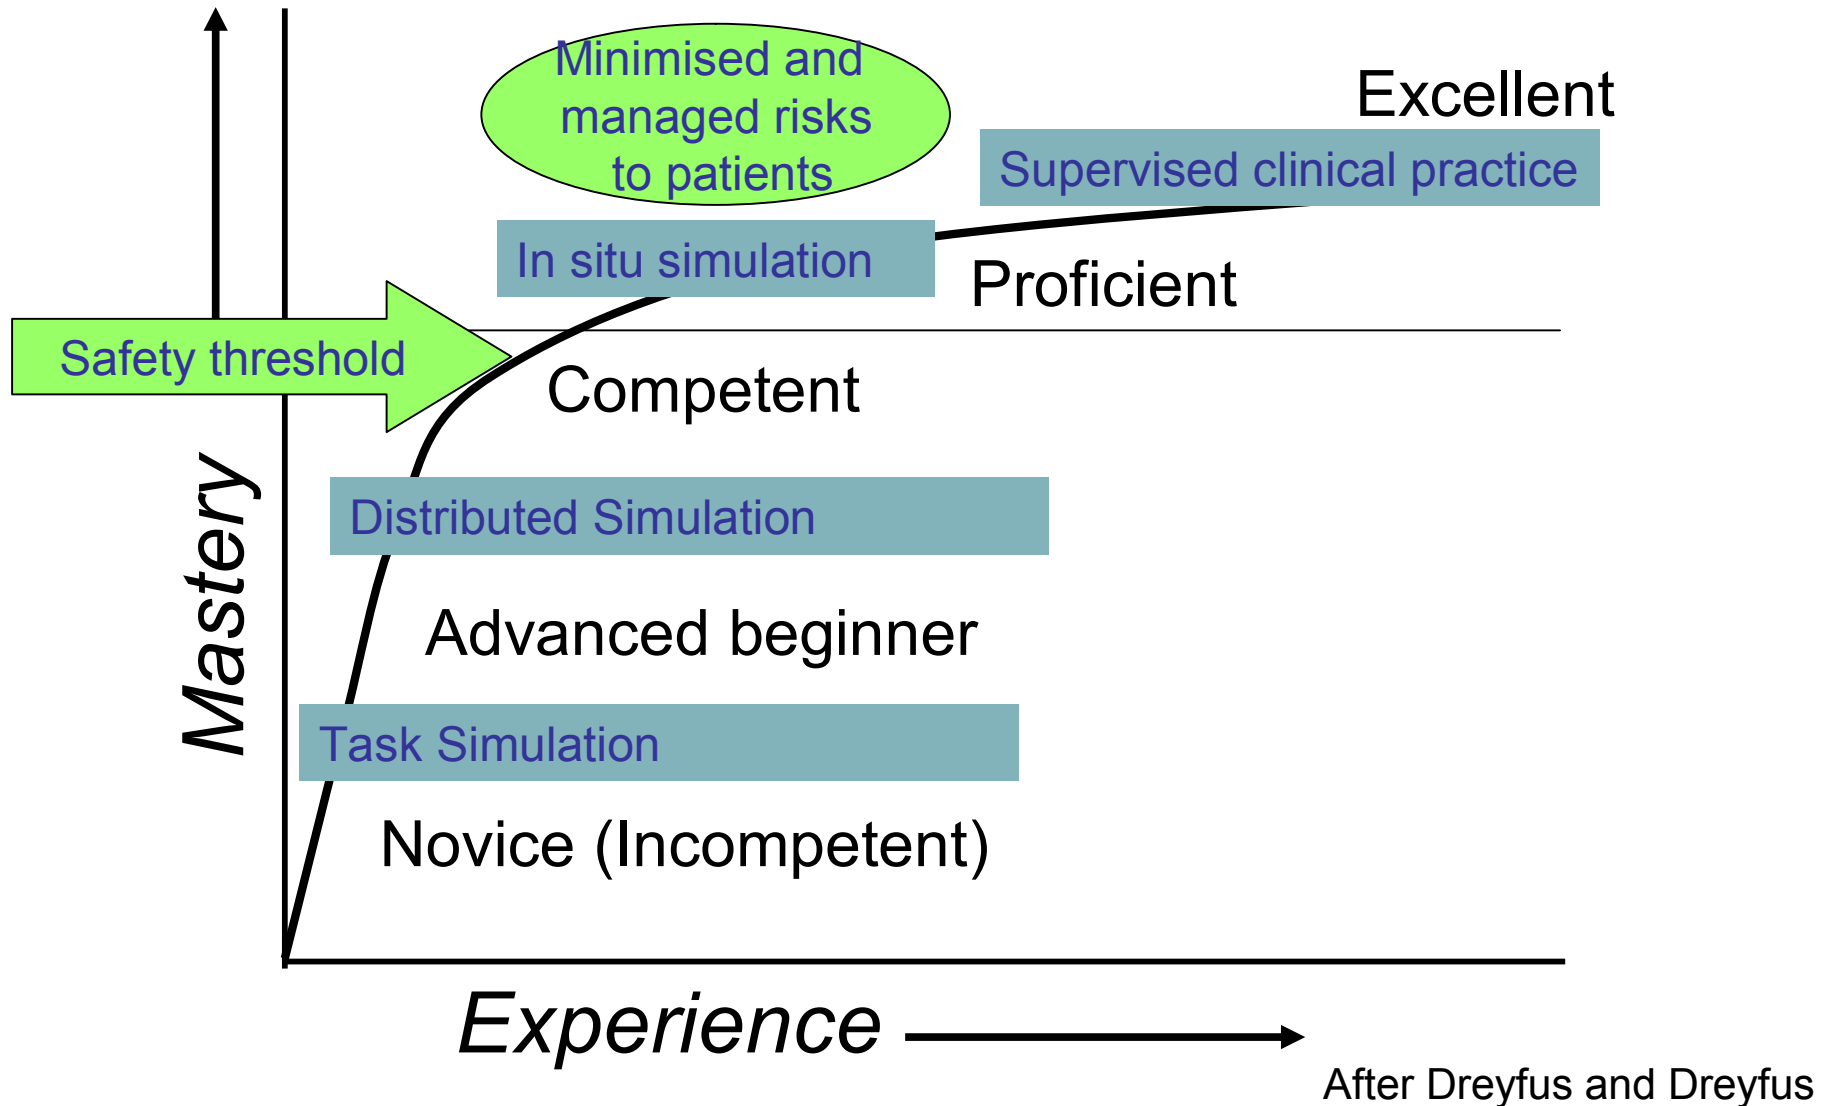 Minimised and
managed risks
to patients
Excellent
Supervised clinical practice
In situ simulation
Proficient
Safety threshold
Competent
Mastery
Distributed Simulation
Advanced beginner
Task Simulation
Novice (Incompetent)
Experience
After Dreyfus and Dreyfus